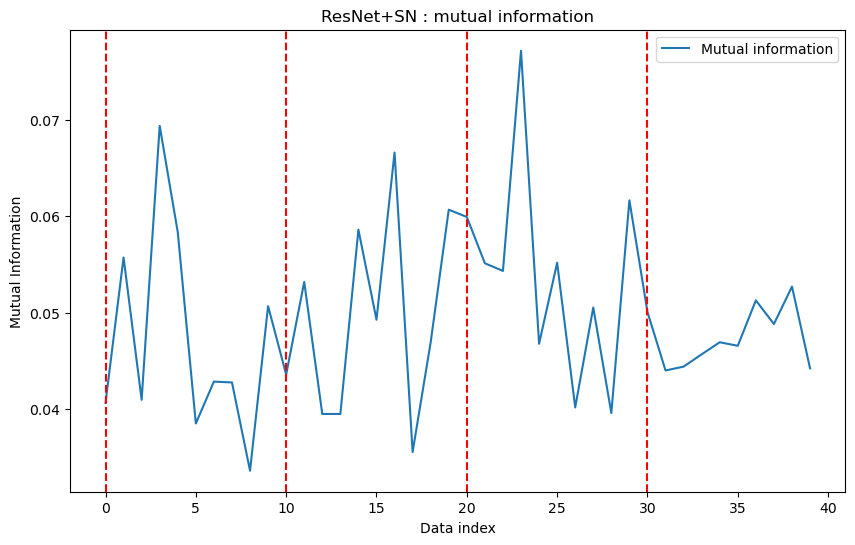 ResNet+SN : mutual information
Mutual information
Mutual Information
0.07
0.06
0.05
0.04
0 5 10 15 20 25 30 35 40
Data index